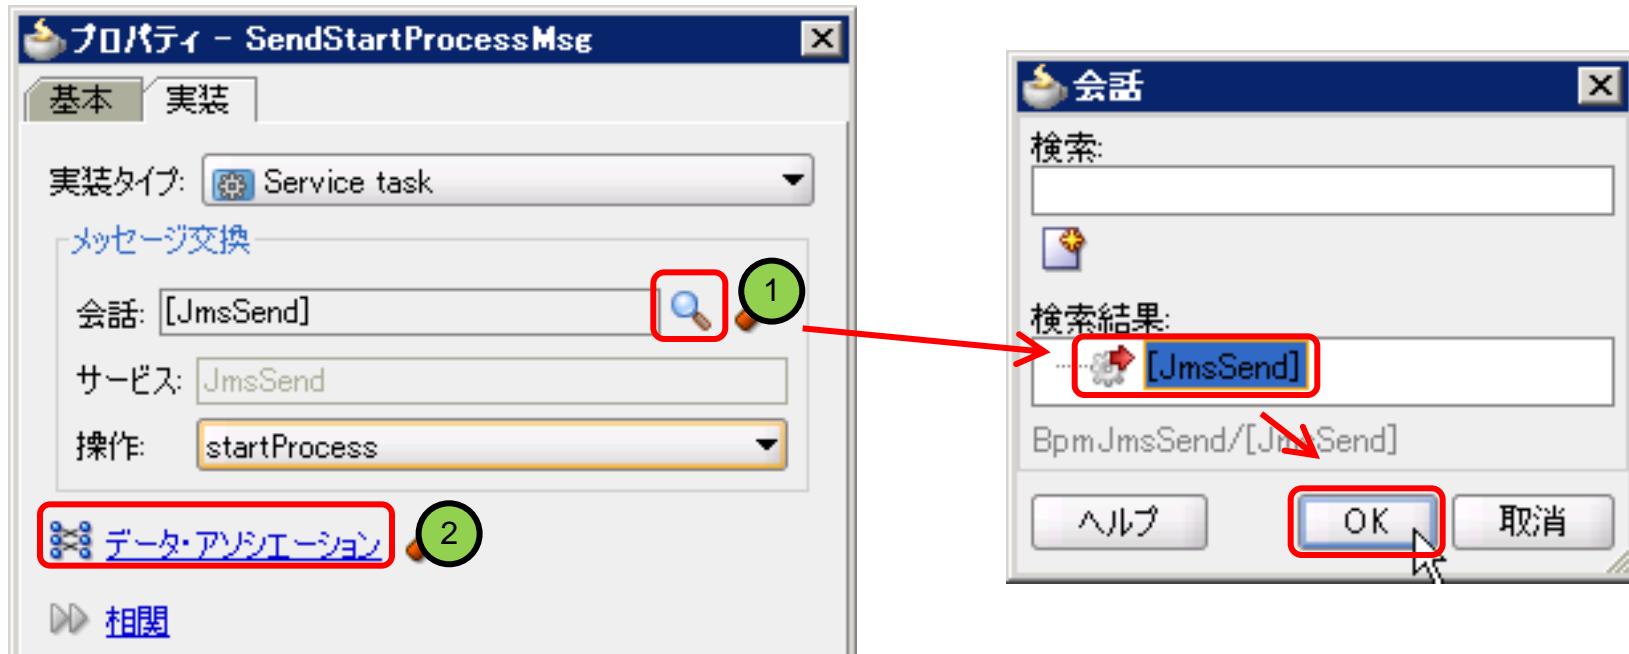 プロパティ - SendStartProcessMsg
基本 実装
実装タイプ: Service task
メッセージ交換
会話: [JmsSend]
1
サービス: JmsSend
操作: startProcess
データ・アソシエーション
2
相関
会話
検索:
検索結果:
[JmsSend]
BpmJmsSend/[JmsSend]
ヘルプ OK 取消